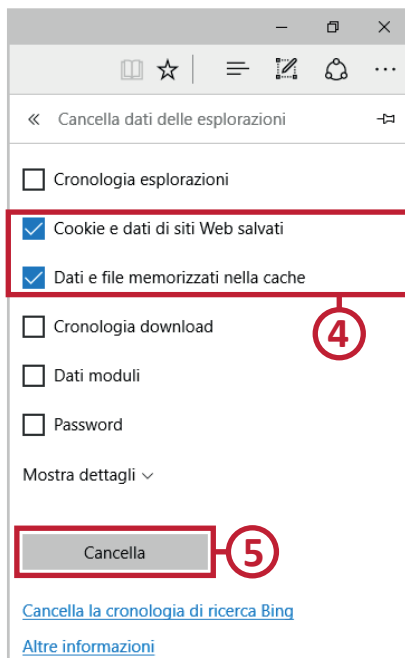 Cancella dati delle esplorazioni
Cronologia esplorazioni
Cookie e dati di siti Web salvati
Dati e file memorizzati nella cache
4
Cronologia download
Dati moduli
Password
Mostra dettagli
Cancella
5
Cancella la cronologia di ricerca Bing
Altre informazioni